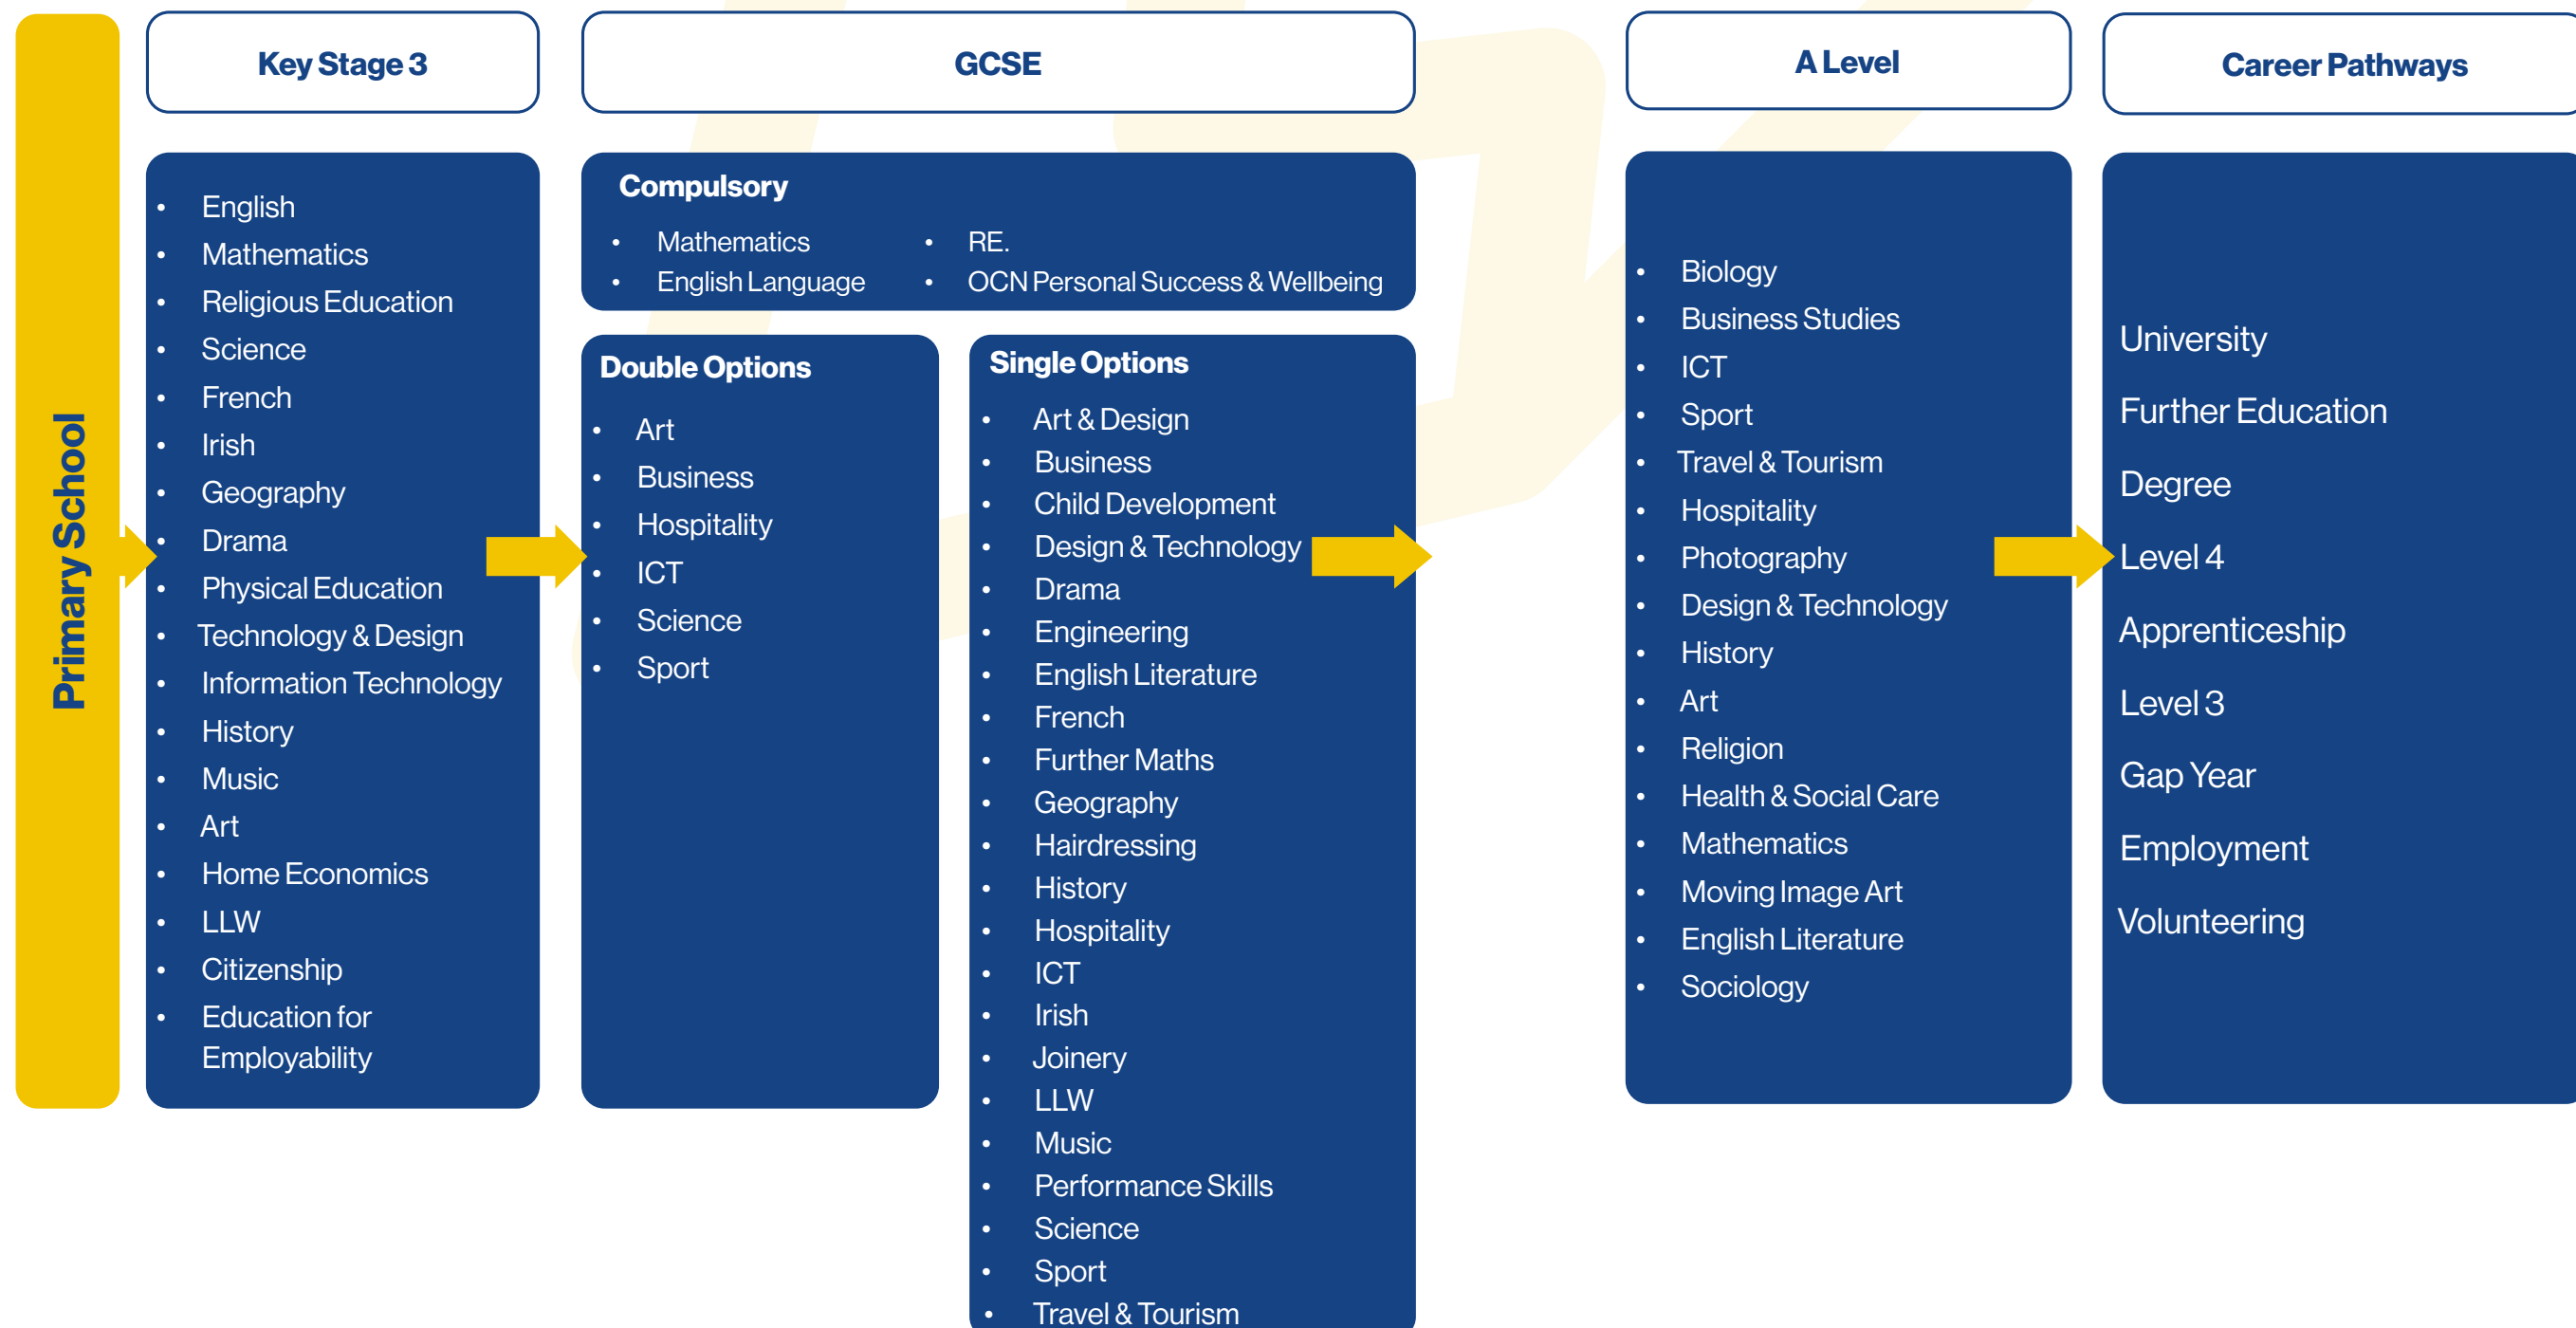 Primary School
Key Stage 3
English
Mathematics
Religious Education
Science
French
Irish
Geography
Drama
Physical Education
Technology & Design
Information Technology
History
Music
Art
Home Economics
LLW
Citizenship
Education for
Employability
GCSE
Compulsory
Mathematics
English Language
RE.
OCN Personal Success & Wellbeing
Double Options
Art
Business
Hospitality
ICT
Science
Sport
Single Options
Art & Design
Business
Child Development
Design & Technology
Drama
Engineering
English Literature
French
Further Maths
Geography
Hairdressing
History
Hospitality
ICT
Irish
Joinery
LLW
Music
Performance Skills
Science
Sport
Travel & Tourism
A Level
Biology
Business Studies
ICT
Sport
Travel & Tourism
Hospitality
Photography
Design & Technology
History
Art
Religion
Health & Social Care
Mathematics
Moving Image Art
English Literature
Sociology
Career Pathways
University
Further Education
Degree
Level 4
Apprenticeship
Level 3
Gap Year
Employment
Volunteering